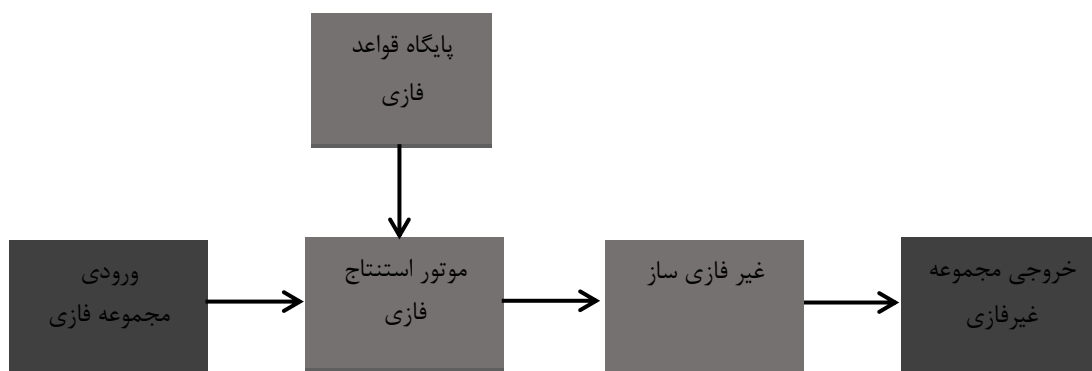 پایگاه قواعد
فازی
ورودی
مجموعه فازی
موتور استنتاج
فازی
غیر فازی ساز
خروجی مجموعه
غیرفازی